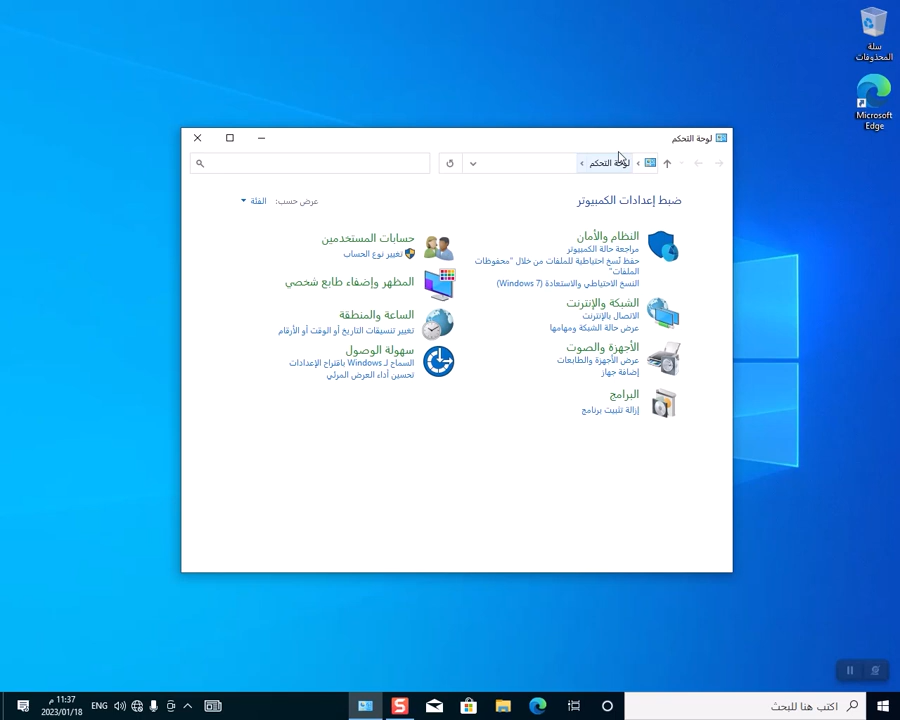 سلة
المحذوفات
Microsoft
Edge
لوحة التحكم
لوحة التحكم
ضبط إعدادات الكمبيوتر
عرض حسب: الفئة
النظام والأمان
مراجعة حالة الكمبيوتر
حفظ نُسخ احتياطية للملفات من خلال "محفوظات
الملفات"
النسخ الاحتياطي والاستعادة (Windows 7)
الشبكة والإنترنت
الاتصال بالإنترنت
عرض حالة الشبكة ومهامها
الأجهزة والصوت
عرض الأجهزة والطابعات
إضافة جهاز
البرامج
إزالة تثبيت برنامج
حسابات المستخدمين
تغيير نوع الحساب
المظهر وإضفاء طابع شخصي
الساعة والمنطقة
تغيير تنسيقات التاريخ أو الوقت أو الأرقام
سهولة الوصول
السماح لـ Windows باقتراح الإعدادات
تحسين أداء العرض المرئي
اكتب هنا للبحث
ENG
11:37 م
2023/01/18